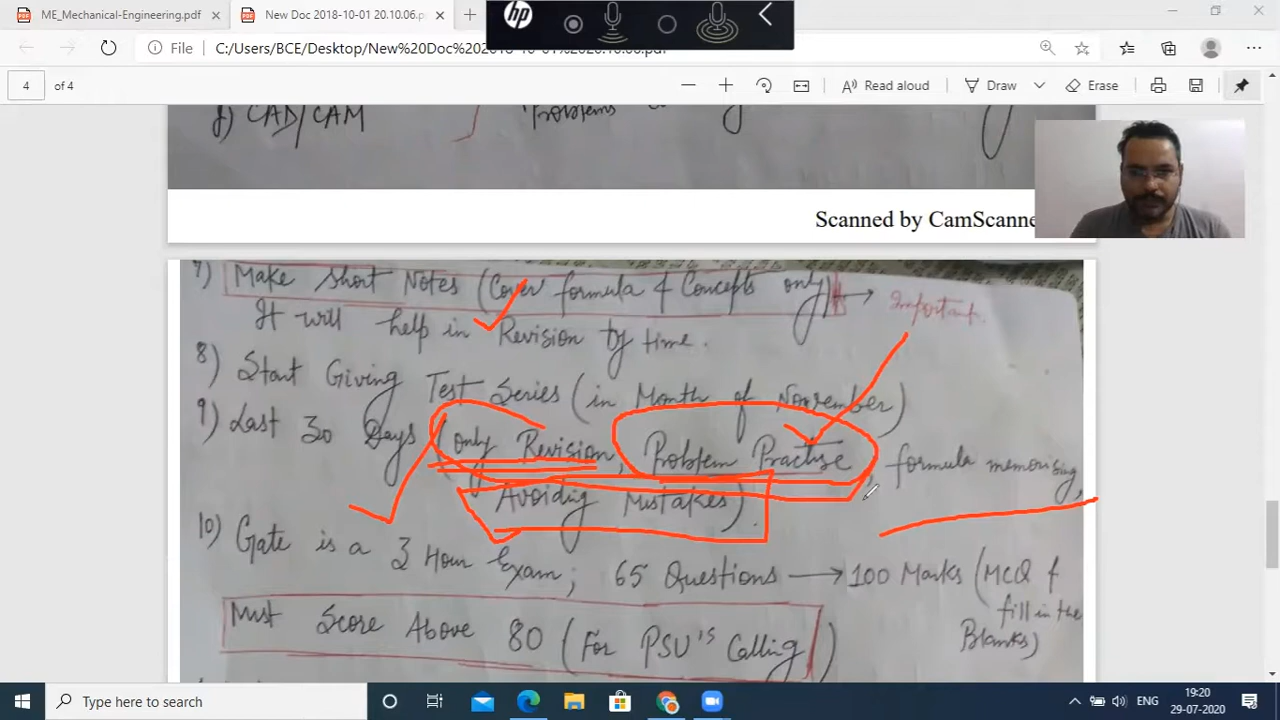 ME_Mechanical-Engineering.pdf
New Doc 2018-10-01 20.10.06.pdf
hp
File
C:/Users/BCE/Desktop/New%20Doc%202018-10-01%2020.10.06.pdf
4 of 4
Read aloud
Draw
Erase
f) CAD/CAM
Problems
Scanned by CamScanne
7) Make Short Notes (Cover formula & Concepts only) → Important
It will help in Revision by time.
8) Start Giving Test Series (in Month of November)
9) Last 30 Days (only Revision, Problem Practise, formula memorising,
Avoiding Mistakes).
10) Gate is a 3 Hour Exam; 65 Questions → 100 Marks (MCQ &
fill in the
Blanks)
Must Score Above 80 (For PSU's Calling)
Type here to search
ENG
19:20
29-07-2020